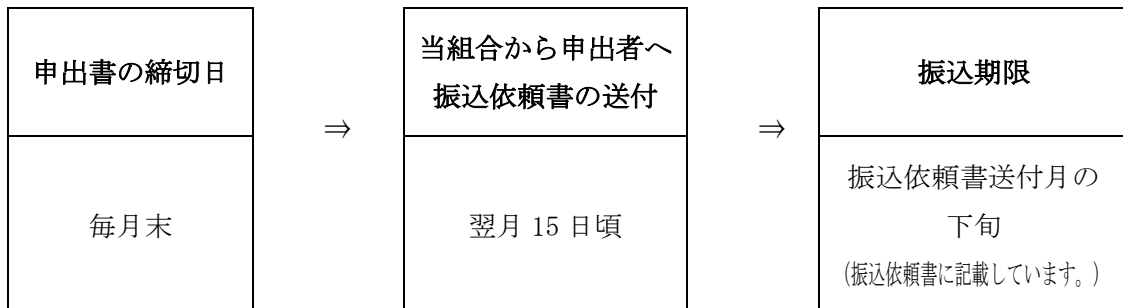 申出書の締切日
毎月末
⇒
当組合から申出者へ
振込依頼書の送付
翌月 15 日頃
⇒
振込期限
振込依頼書送付月の
下旬
(振込依頼書に記載しています。)